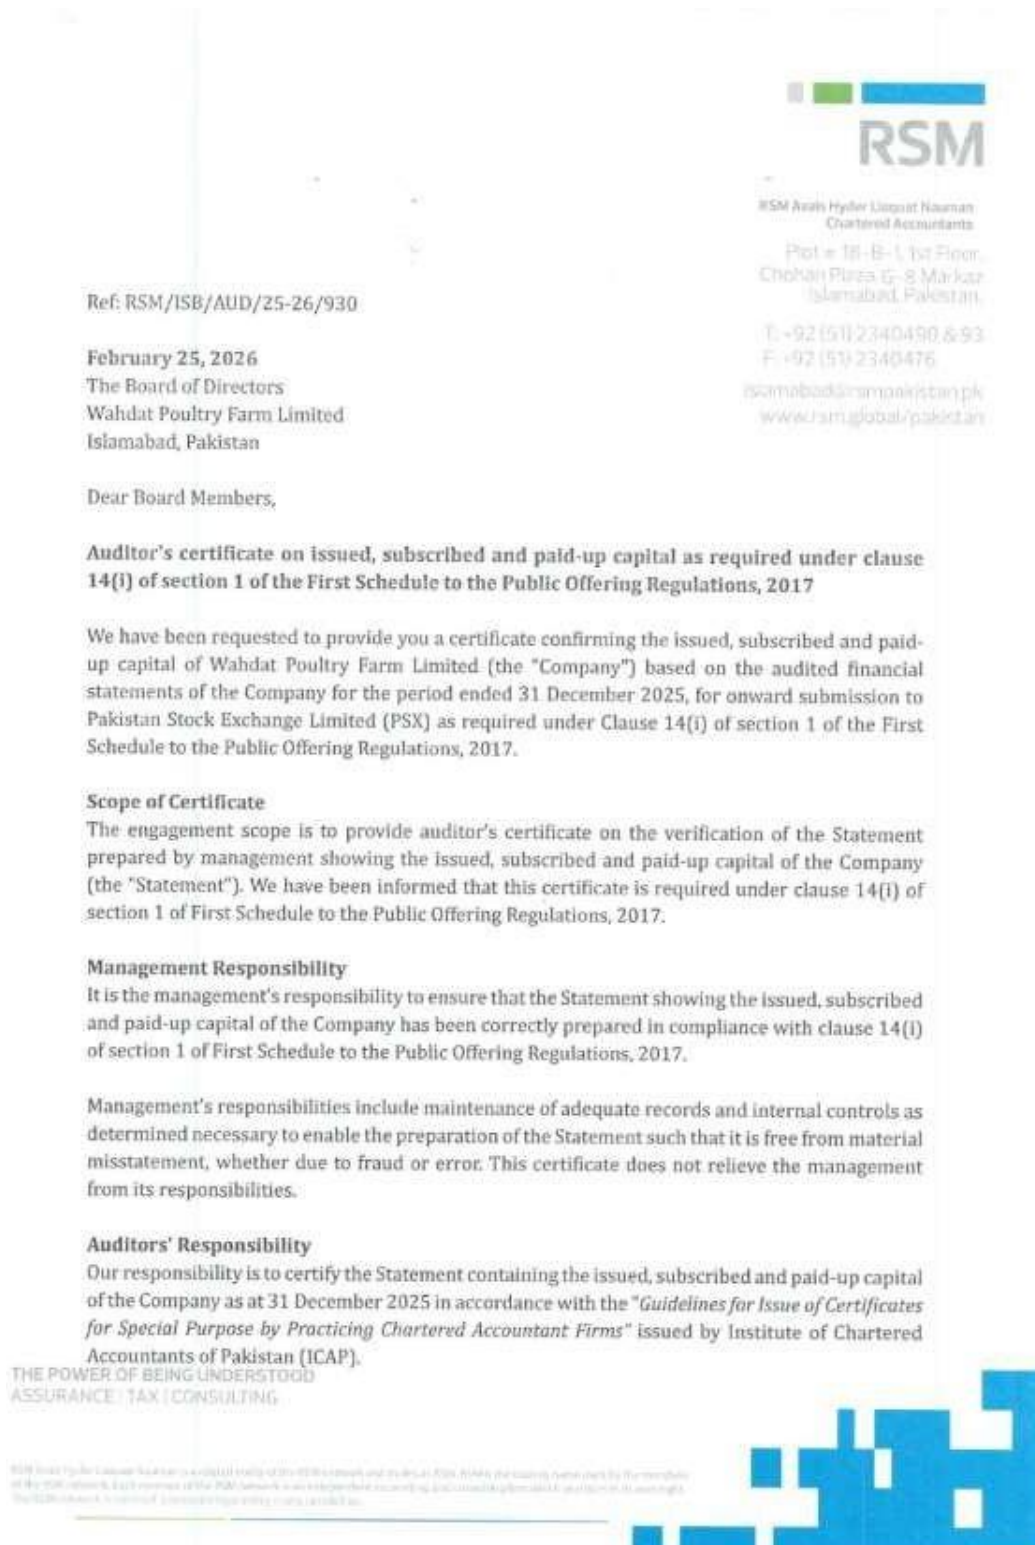 RSM
RSM Avais Hyder Liaquat Nauman
Chartered Accountants
Plot # 16-B-1, 1st Floor,
Chohan Plaza, G-8 Markaz
Islamabad, Pakistan.
T: +92 (51) 2340490 & 93
F: +92 (51) 2340476
islamabad@rsmpakistan.pk
www.rsm.global/pakistan
Ref: RSM/ISB/AUD/25-26/930
February 25, 2026
The Board of Directors
Wahdat Poultry Farm Limited
Islamabad, Pakistan
Dear Board Members,
Auditor's certificate on issued, subscribed and paid-up capital as required under clause
14(i) of section 1 of the First Schedule to the Public Offering Regulations, 2017
We have been requested to provide you a certificate confirming the issued, subscribed and paid-
up capital of Wahdat Poultry Farm Limited (the "Company") based on the audited financial
statements of the Company for the period ended 31 December 2025, for onward submission to
Pakistan Stock Exchange Limited (PSX) as required under Clause 14(i) of section 1 of the First
Schedule to the Public Offering Regulations, 2017.
Scope of Certificate
The engagement scope is to provide auditor's certificate on the verification of the Statement
prepared by management showing the issued, subscribed and paid-up capital of the Company
(the "Statement"). We have been informed that this certificate is required under clause 14(i) of
section 1 of First Schedule to the Public Offering Regulations, 2017.
Management Responsibility
It is the management's responsibility to ensure that the Statement showing the issued, subscribed
and paid-up capital of the Company has been correctly prepared in compliance with clause 14(i)
of section 1 of First Schedule to the Public Offering Regulations, 2017.
Management's responsibilities include maintenance of adequate records and internal controls as
determined necessary to enable the preparation of the Statement such that it is free from material
misstatement, whether due to fraud or error. This certificate does not relieve the management
from its responsibilities.
Auditors' Responsibility
Our responsibility is to certify the Statement containing the issued, subscribed and paid-up capital
of the Company as at 31 December 2025 in accordance with the "Guidelines for Issue of Certificates
for Special Purpose by Practicing Chartered Accountant Firms" issued by Institute of Chartered
Accountants of Pakistan (ICAP).
THE POWER OF BEING UNDERSTOOD
ASSURANCE | TAX | CONSULTING